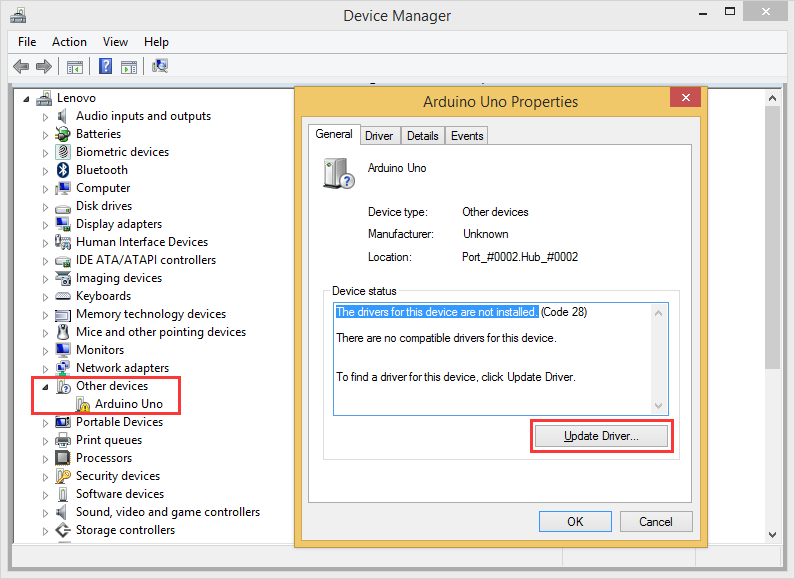 Device Manager
File Action View Help
Lenovo
Audio inputs and outputs
Batteries
Biometric devices
Bluetooth
Computer
Disk drives
Display adapters
Human Interface Devices
IDE ATA/ATAPI controllers
Imaging devices
Keyboards
Memory technology devices
Mice and other pointing devices
Monitors
Network adapters
Other devices
Arduino Uno
Portable Devices
Print queues
Processors
Security devices
Software devices
Sound, video and game controllers
Storage controllers
Arduino Uno Properties
General Driver Details Events
Arduino Uno
Device type: Other devices
Manufacturer: Unknown
Location: Port_#0002.Hub_#0002
Device status
The drivers for this device are not installed. (Code 28)
There are no compatible drivers for this device.
To find a driver for this device, click Update Driver.
Update Driver...
OK Cancel